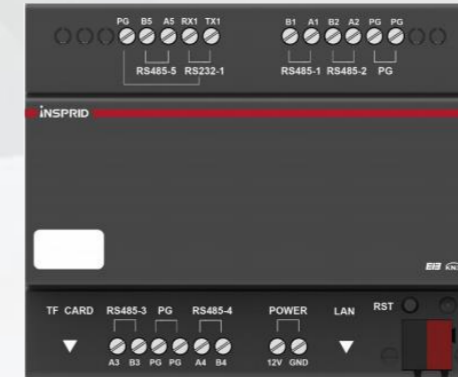 PG B5 A5 RX1 TX1 B1 A1 B2 A2 PG PG
RS485-5 RS232-1 RS485-1 RS485-2 PG
iNSPRID
EIB
TF CARD RS485-3 PG RS485-4 POWER LAN RST
A3 B3 PG PG A4 B4 12V GND